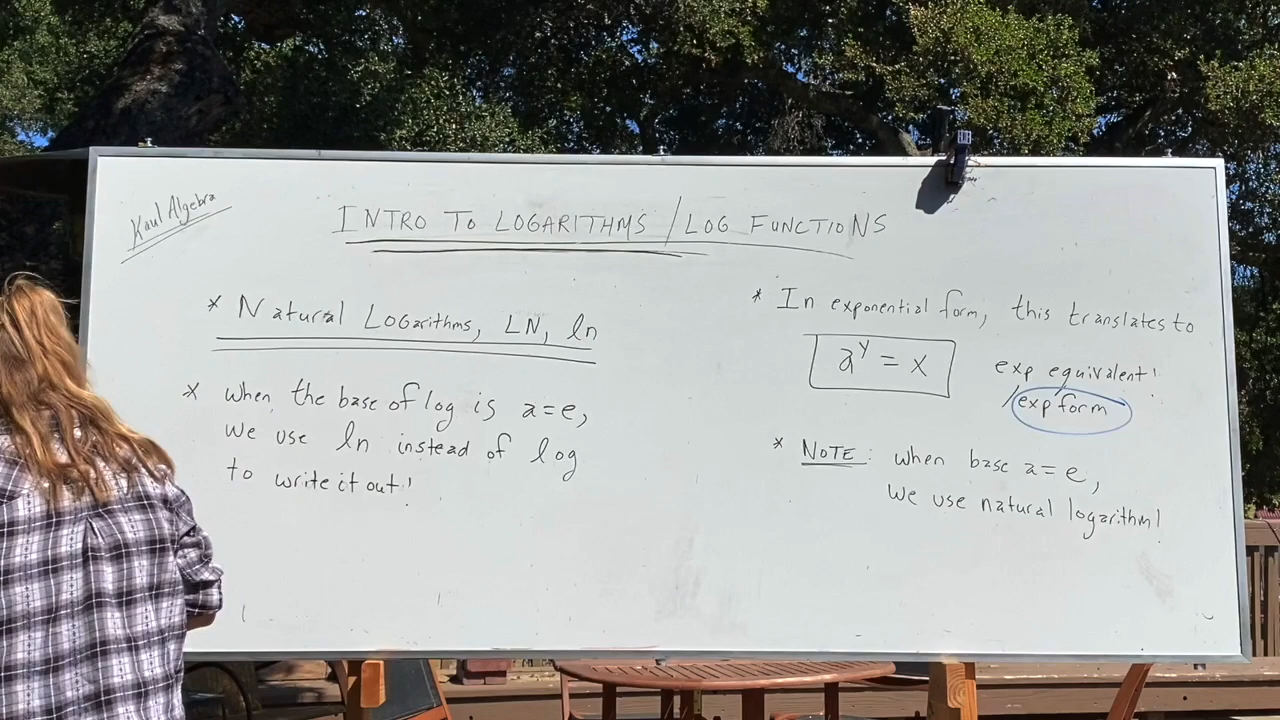 Kaul Algebra
INTRO TO LOGARITHMS / LOG FUNCTIONS
* Natural Logarithms, LN, ln
* when the base of log is a=e,
we use ln instead of log
to write it out!
* In exponential form, this translates to
a^y = x
exp equivalent!
/exp form
* NOTE: when base a=e,
we use natural logarithm!